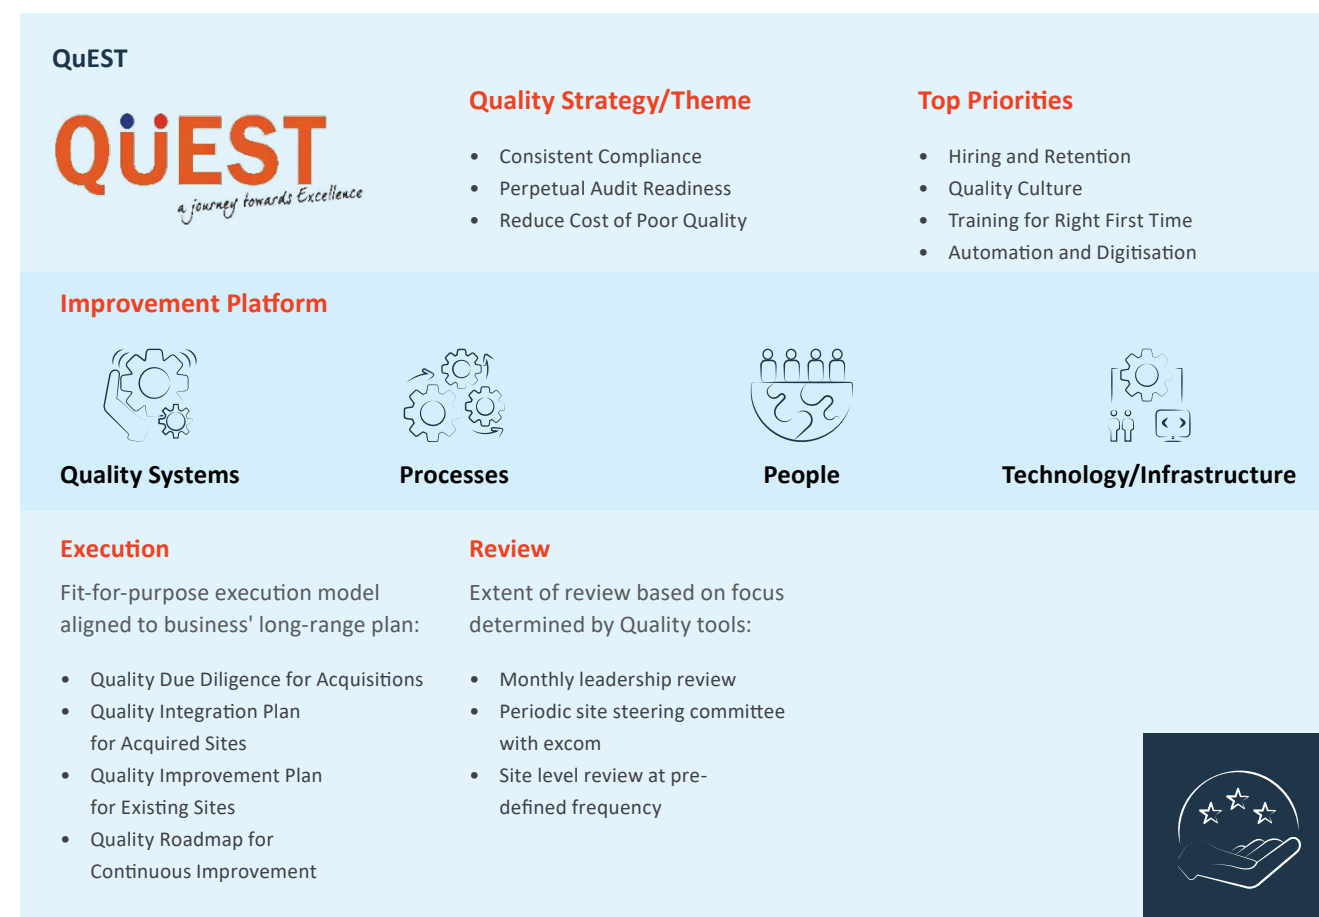 QuEST
QUEST
a journey towards Excellence
Quality Strategy/Theme
• Consistent Compliance
• Perpetual Audit Readiness
• Reduce Cost of Poor Quality
Top Priorities
• Hiring and Retention
• Quality Culture
• Training for Right First Time
• Automation and Digitisation
Improvement Platform
Quality Systems
Processes
People
Technology/Infrastructure
Execution
Fit-for-purpose execution model
aligned to business' long-range plan:
• Quality Due Diligence for Acquisitions
• Quality Integration Plan
for Acquired Sites
• Quality Improvement Plan
for Existing Sites
• Quality Roadmap for
Continuous Improvement
Review
Extent of review based on focus
determined by Quality tools:
• Monthly leadership review
• Periodic site steering committee
with excom
• Site level review at pre-
defined frequency